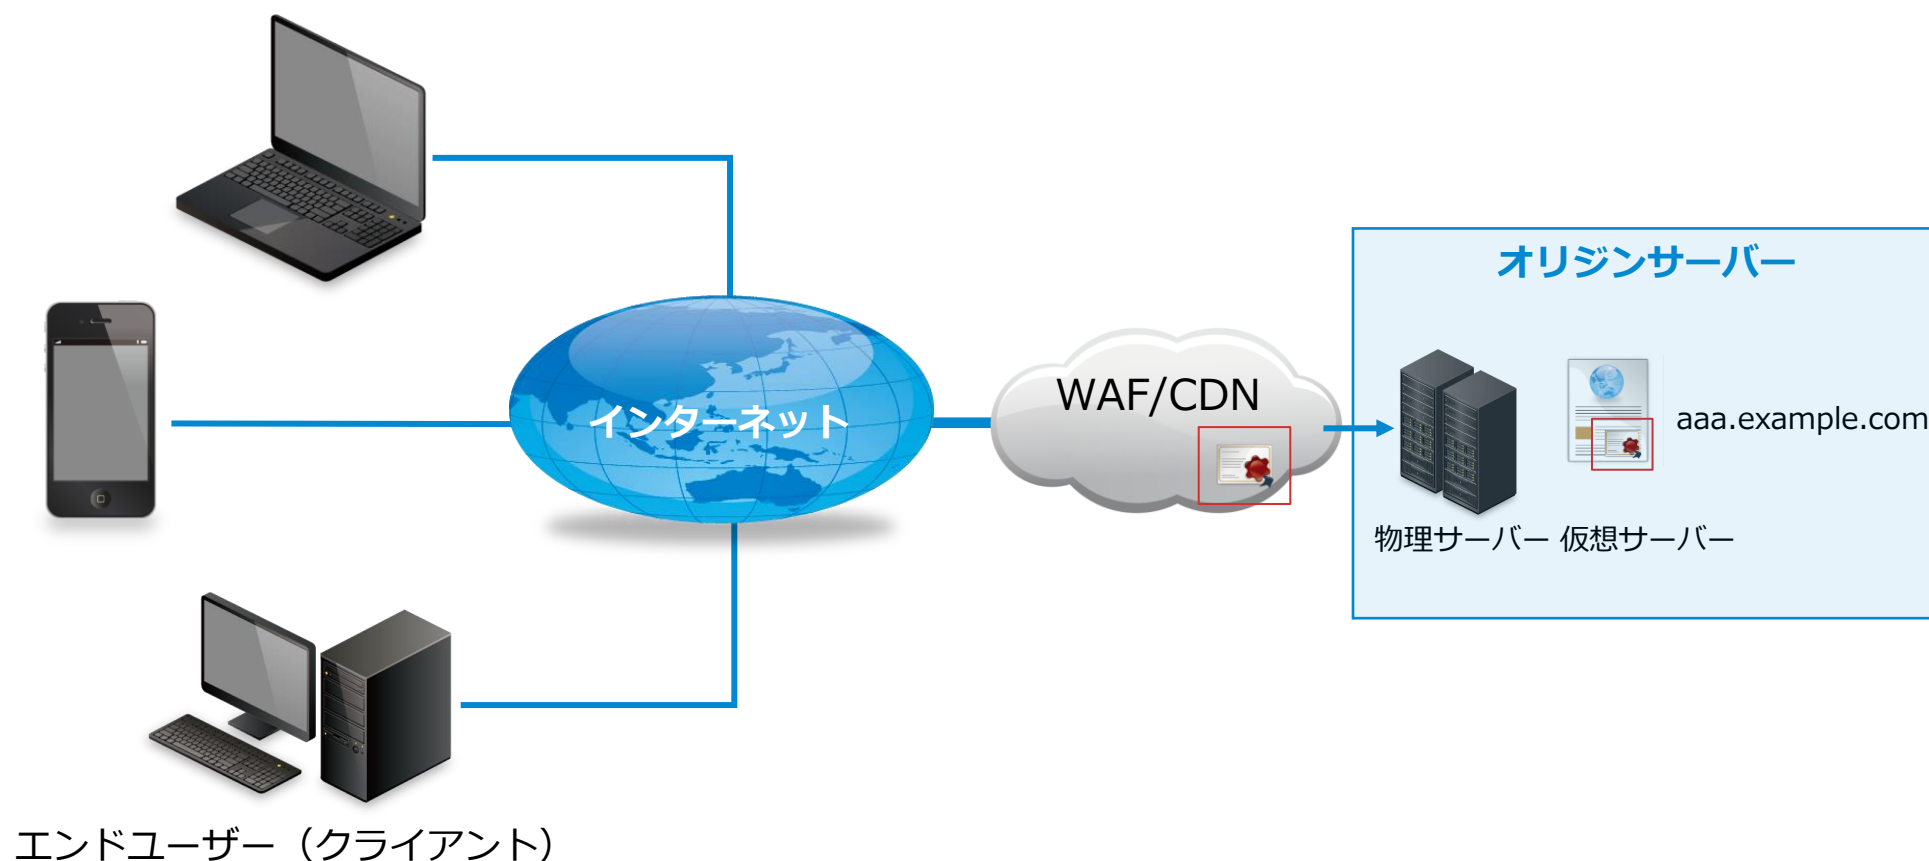 オリジンサーバー
WAF/CDN
インターネット
aaa.example.com
物理サーバー 仮想サーバー
エンドユーザー（クライアント）